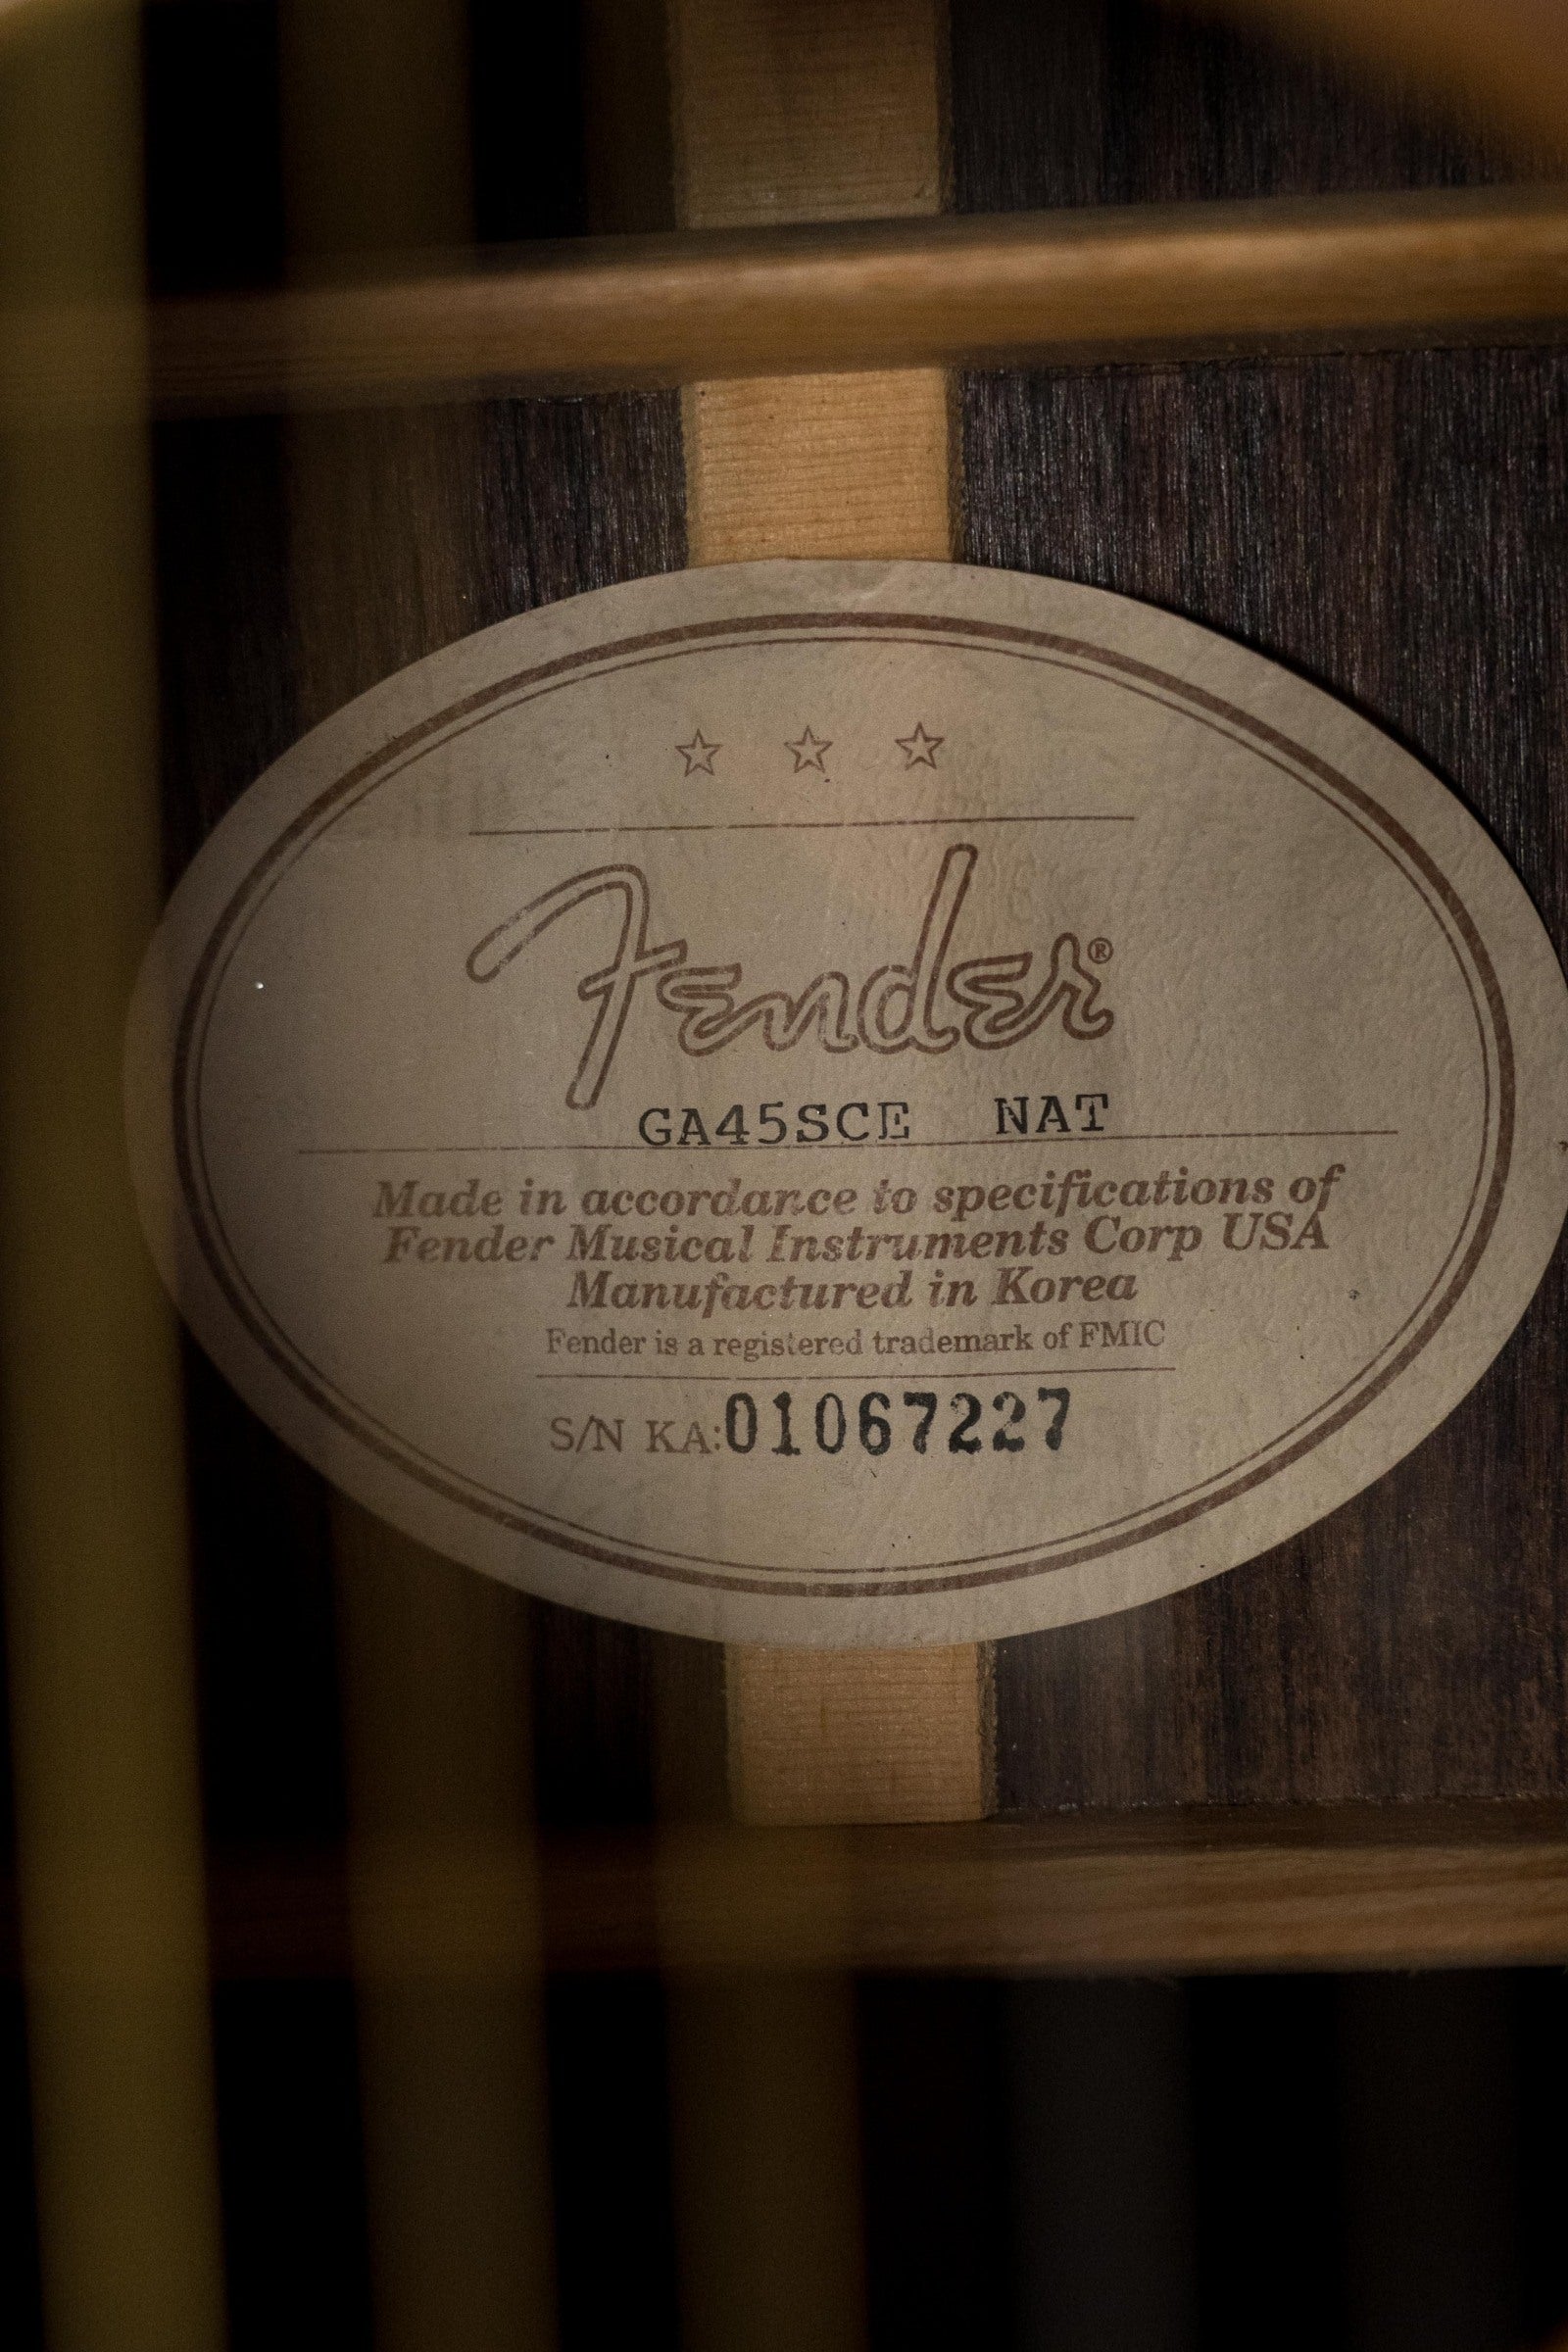 Fender®
GA45SCE NAT
Made in accordance to specifications of
Fender Musical Instruments Corp USA
Manufactured in Korea
Fender is a registered trademark of FMIC
S/N KA:01067227